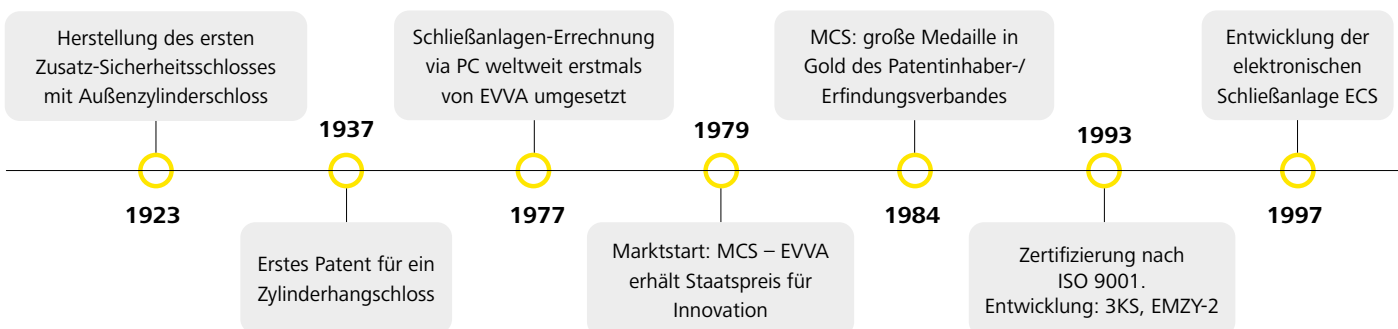 Herstellung des ersten
Zusatz-Sicherheitsschlosses
mit Außenzylinderschloss
1923
1937
Erstes Patent für ein
Zylinderhangschloss
Schließanlagen-Errechnung
via PC weltweit erstmals
von EVVA umgesetzt
1977
1979
Marktstart: MCS – EVVA
erhält Staatspreis für
Innovation
MCS: große Medaille in
Gold des Patentinhaber-/
Erfindungsverbandes
1984
1993
Zertifizierung nach
ISO 9001.
Entwicklung: 3KS, EMZY-2
Entwicklung der
elektronischen
Schließanlage ECS
1997